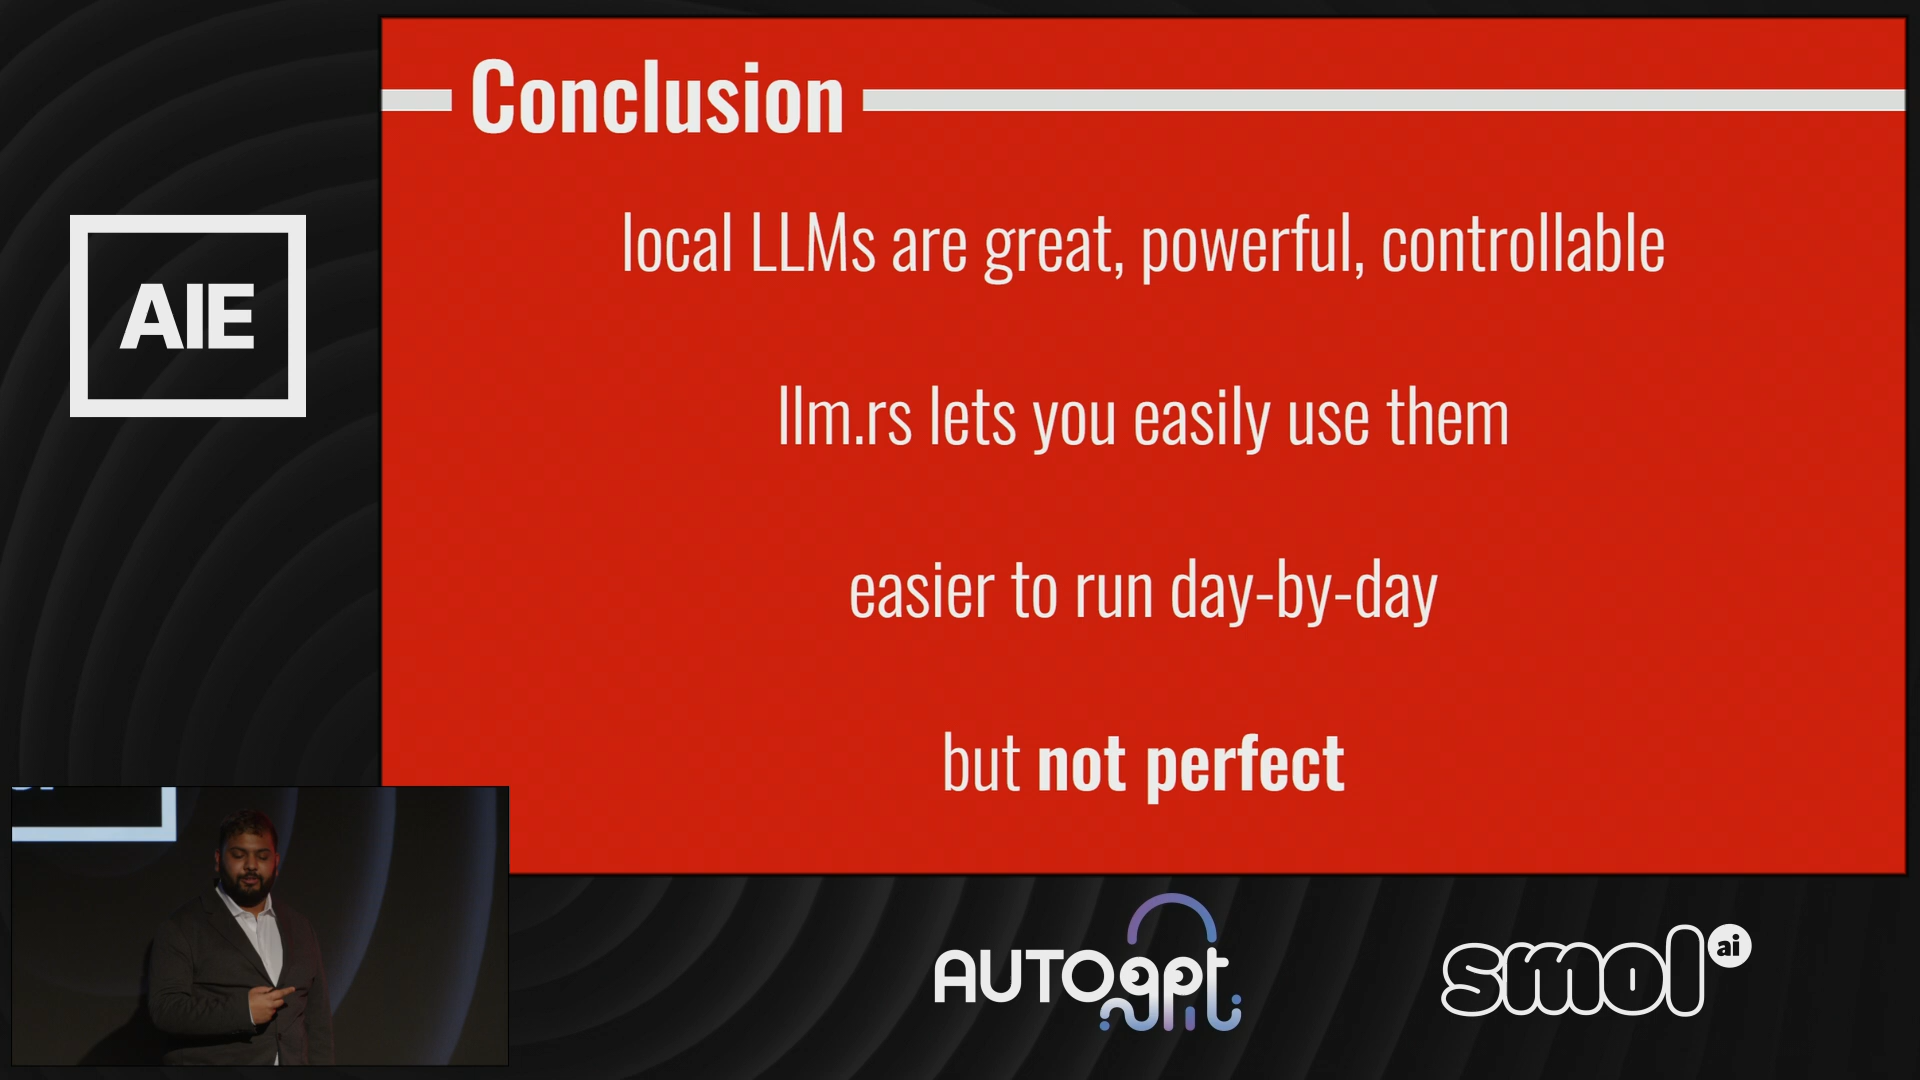 Conclusion
local LLMs are great, powerful, controllable
AIE
llm.rs lets you easily use them
easier to run day-by-day
but not perfect
AUTOgpt
smol ai